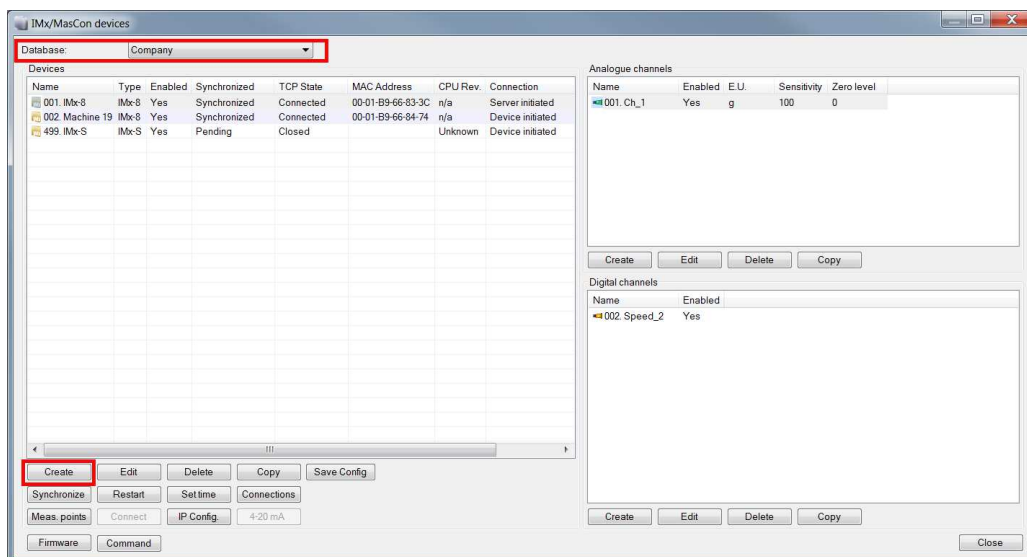 IMx/MasCon devices
Database: Company
Devices
Name Type Enabled Synchronized TCP State MAC Address CPU Rev. Connection
001. IMx-8 IMx-8 Yes Synchronized Connected 00-01-B9-66-83-3C n/a Server initiated
002. Machine 19 IMx-8 Yes Synchronized Connected 00-01-B9-66-84-74 n/a Device initiated
499. IMx-S IMx-S Yes Pending Closed Unknown Device initiated
Create Edit Delete Copy Save Config
Synchronize Restart Set time Connections
Meas. points Connect IP Config. 4-20 mA
Firmware Command
Analogue channels
Name Enabled E.U. Sensitivity Zero level
001. Ch_1 Yes g 100 0
Create Edit Delete Copy
Digital channels
Name Enabled
002. Speed_2 Yes
Create Edit Delete Copy
Close